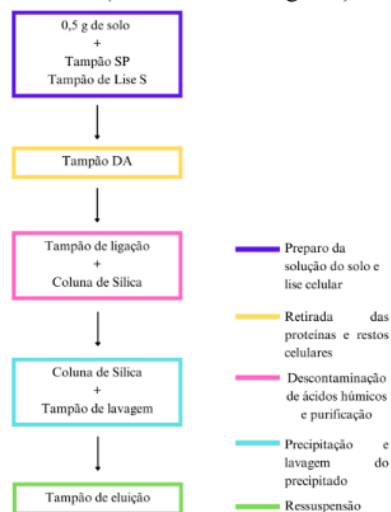 0,5 g de solo
+
Tampão SP
Tampão de Lise S
Tampão DA
Tampão de ligação
+
Coluna de Sílica
Coluna de Sílica
+
Tampão de lavagem
Tampão de eluição
Preparo da
solução do solo e
lise celular
Retirada das
proteínas e restos
celulares
Descontaminação
de ácidos húmicos
e purificação
Precipitação e
lavagem do
precipitado
Ressuspensão